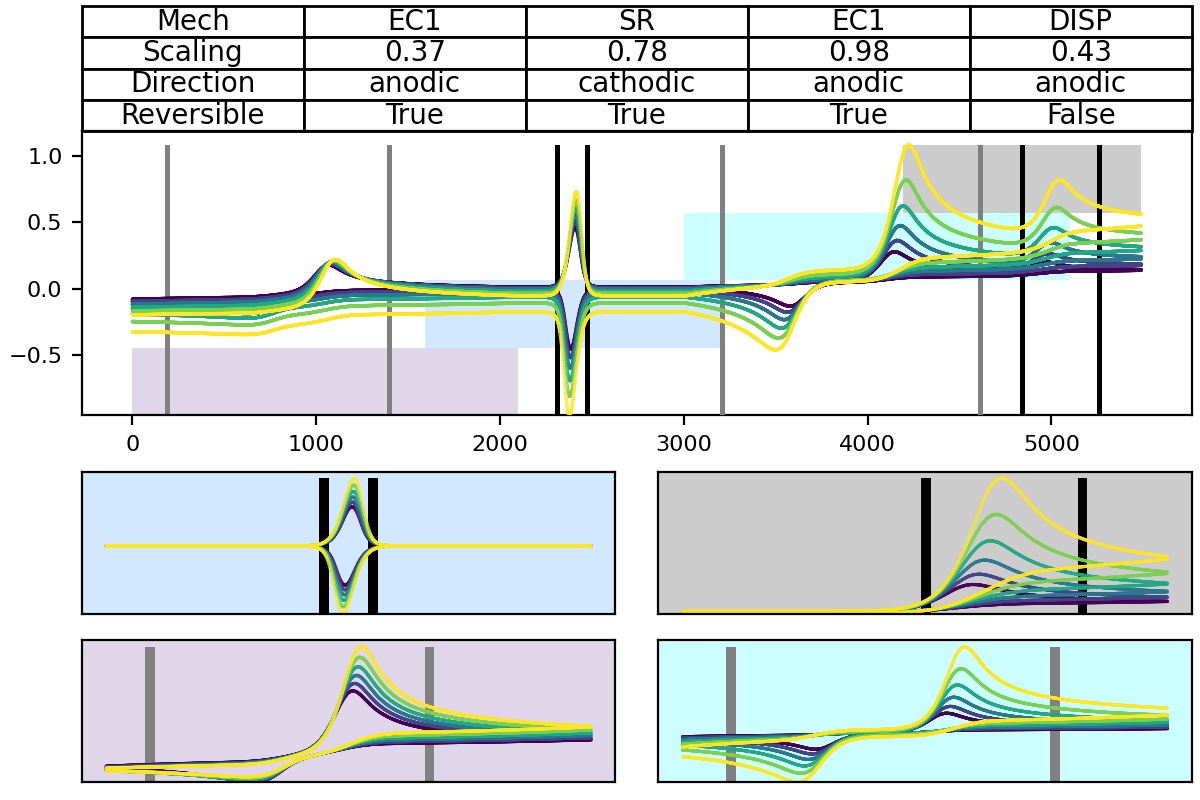 Mech EC1 SR EC1 DISP
Scaling 0.37 0.78 0.98 0.43
Direction anodic cathodic anodic anodic
Reversible True True True False
1.0
0.5
0.0
−0.5
0 1000 2000 3000 4000 5000